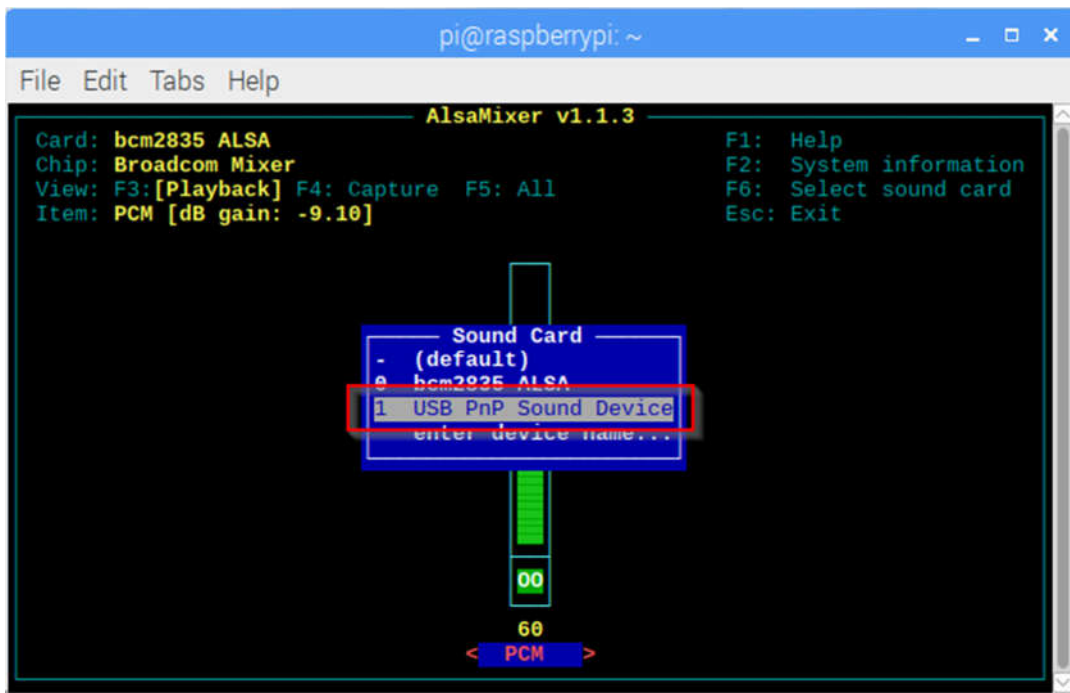 pi@raspberrypi: ~
File Edit Tabs Help
AlsaMixer v1.1.3
Card: bcm2835 ALSA F1: Help
Chip: Broadcom Mixer F2: System information
View: F3:[Playback] F4: Capture F5: All F6: Select sound card
Item: PCM [dB gain: -9.10] Esc: Exit
Sound Card
- (default)
0 bcm2835 ALSA
1 USB PnP Sound Device
enter device name...
OO
60
< PCM >